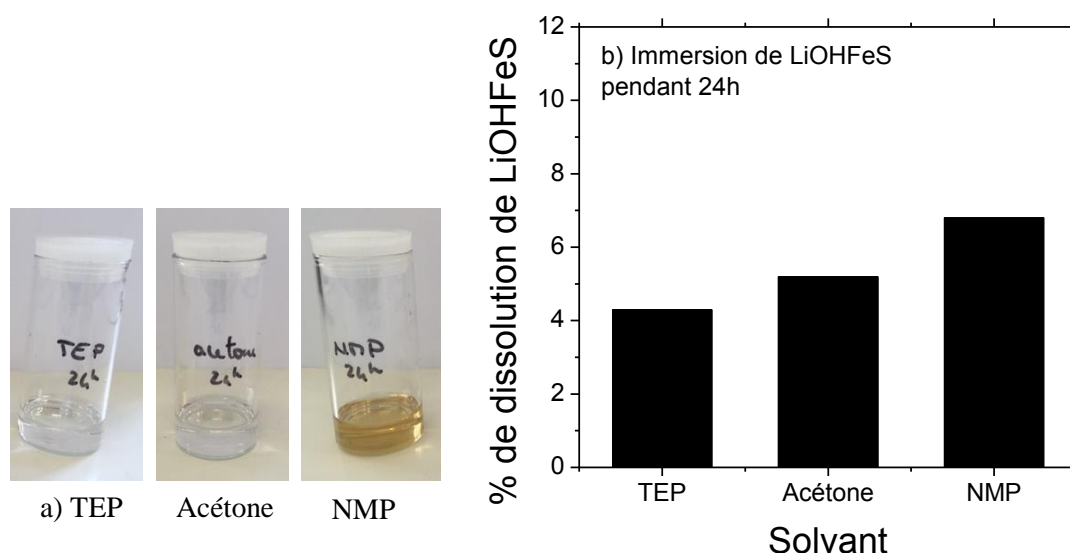 TEP
24h
acetone
24h
NMP
24h
a) TEP
Acétone
NMP
b) Immersion de LiOHFeS
pendant 24h
% de dissolution de LiOHFeS
12
10
8
6
4
2
0
TEP
Acétone
NMP
Solvant